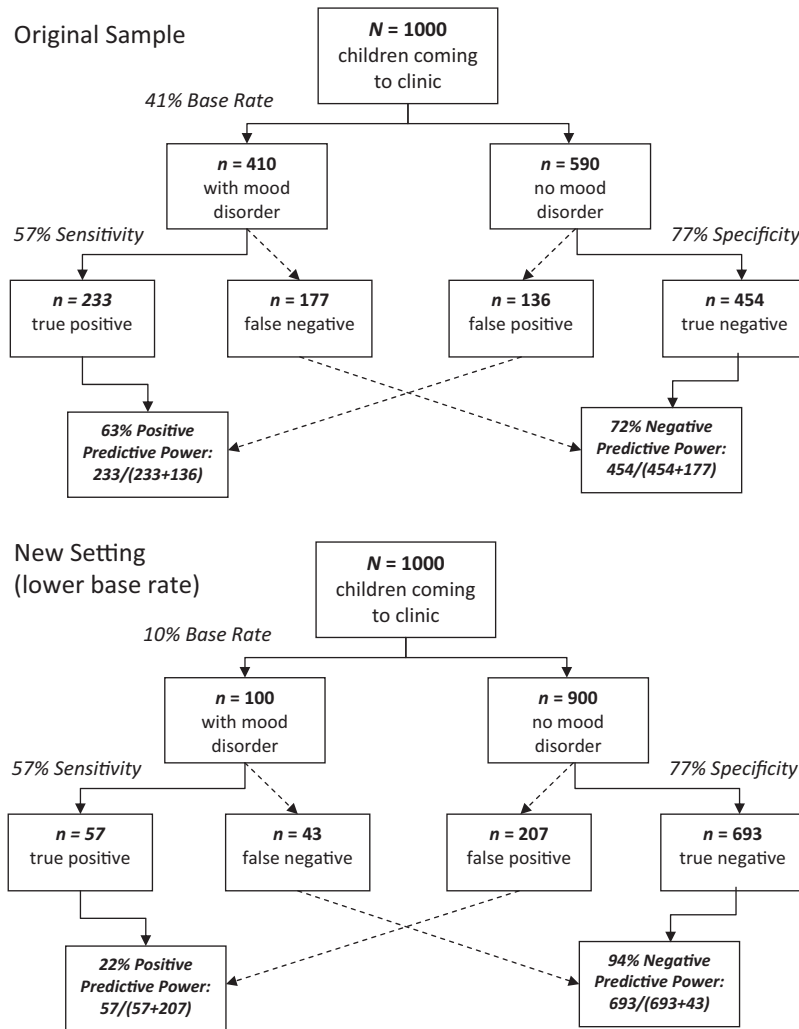 Original Sample
N = 1000
children coming
to clinic
41% Base Rate
n = 410
with mood
disorder
n = 590
no mood
disorder
57% Sensitivity
77% Specificity
n = 233
true positive
n = 177
false negative
n = 136
false positive
n = 454
true negative
63% Positive
Predictive Power:
233/(233+136)
72% Negative
Predictive Power:
454/(454+177)
New Setting
(lower base rate)
N = 1000
children coming
to clinic
10% Base Rate
n = 100
with mood
disorder
n = 900
no mood
disorder
57% Sensitivity
77% Specificity
n = 57
true positive
n = 43
false negative
n = 207
false positive
n = 693
true negative
22% Positive
Predictive Power:
57/(57+207)
94% Negative
Predictive Power:
693/(693+43)